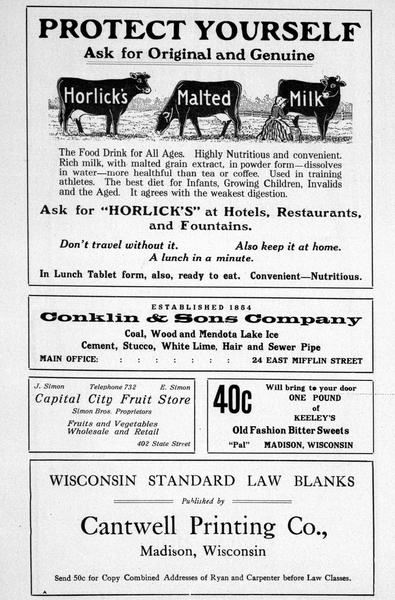 PROTECT YOURSELF
Ask for Original and Genuine
Horlick's Malted Milk
The Food Drink for All Ages. Highly Nutritious and convenient.
Rich milk, with malted grain extract, in powder form—dissolves
in water—more healthful than tea or coffee. Used in training
athletes. The best diet for Infants, Growing Children, Invalids
and the Aged. It agrees with the weakest digestion.
Ask for "HORLICK'S" at Hotels, Restaurants,
and Fountains.
Don't travel without it. Also keep it at home.
A lunch in a minute.
In Lunch Tablet form, also, ready to eat. Convenient—Nutritious.
ESTABLISHED 1854
Conklin & Sons Company
Coal, Wood and Mendota Lake Ice
Cement, Stucco, White Lime, Hair and Sewer Pipe
MAIN OFFICE: : : : : : : 24 EAST MIFFLIN STREET
J. Simon Telephone 732 E. Simon
Capital City Fruit Store
Simon Bros. Proprietors
Fruits and Vegetables
Wholesale and Retail
402 State Street
40c
Will bring to your door
ONE POUND
of
KEELEY'S
Old Fashion Bitter Sweets
"Pal" MADISON, WISCONSIN
WISCONSIN STANDARD LAW BLANKS
Published by
Cantwell Printing Co.,
Madison, Wisconsin
Send 50c for Copy Combined Addresses of Ryan and Carpenter before Law Classes.
A